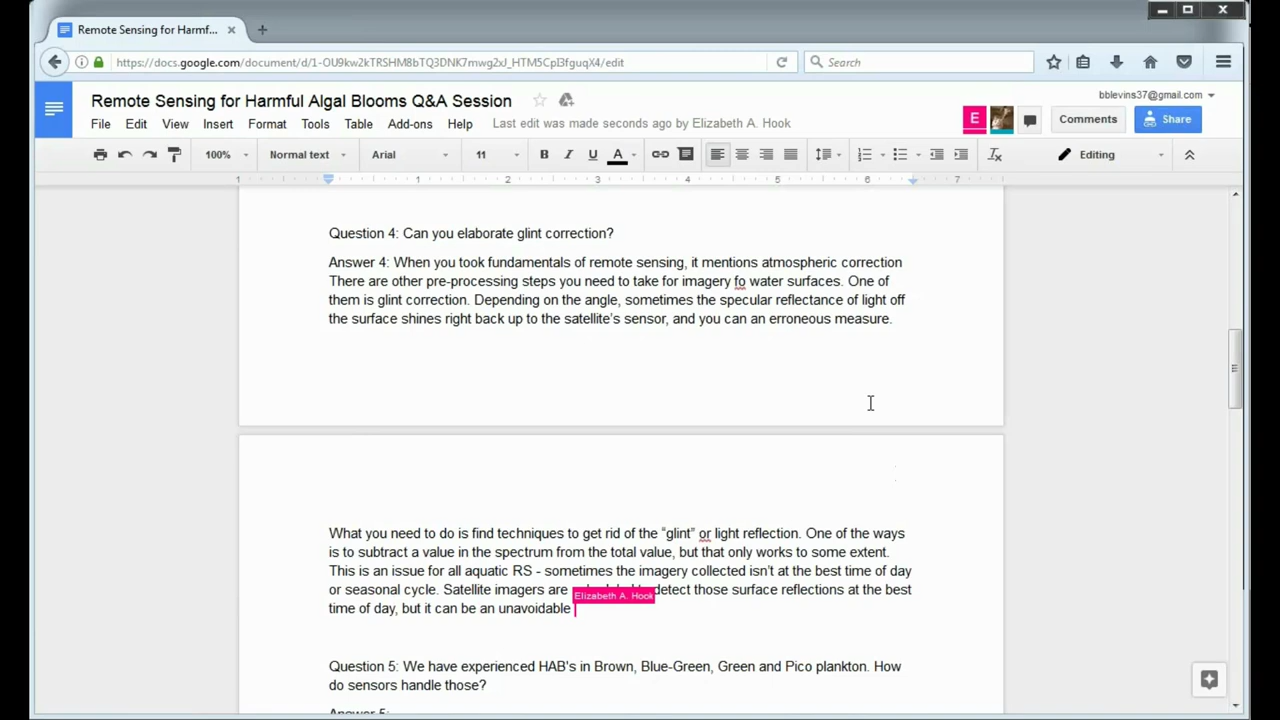 Remote Sensing for Harmf...
https://docs.google.com/document/d/1-OU9kw2kTRSHM8bTQ3DNK7mwg2xJ_HTM5Cpl3fguqX4/edit
Search
Remote Sensing for Harmful Algal Blooms Q&A Session
bblevins37@gmail.com
File Edit View Insert Format Tools Table Add-ons Help Last edit was made seconds ago by Elizabeth A. Hook
E
Comments
Share
100% Normal text Arial 11 B I U A Editing
1 1 2 3 4 5 6 7
Question 4: Can you elaborate glint correction?
Answer 4: When you took fundamentals of remote sensing, it mentions atmospheric correction
There are other pre-processing steps you need to take for imagery fo water surfaces. One of
them is glint correction. Depending on the angle, sometimes the specular reflectance of light off
the surface shines right back up to the satellite's sensor, and you can an erroneous measure.
What you need to do is find techniques to get rid of the “glint” or light reflection. One of the ways
is to subtract a value in the spectrum from the total value, but that only works to some extent.
This is an issue for all aquatic RS - sometimes the imagery collected isn't at the best time of day
or seasonal cycle. Satellite imagers are detect those surface reflections at the best
Elizabeth A. Hook
time of day, but it can be an unavoidable
Question 5: We have experienced HAB's in Brown, Blue-Green, Green and Pico plankton. How
do sensors handle those?
Answer 5: